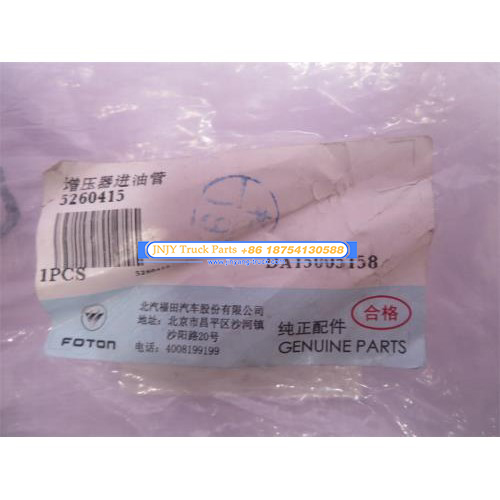 增压器进油管
5260415
JNJY Truck Parts +86 18754130588
1PCS
FOTON
北汽福田汽车股份有限公司
地址：北京市昌平区沙河镇
沙阳路20号
电话：4008199199
合格
纯正配件
GENUINE PARTS